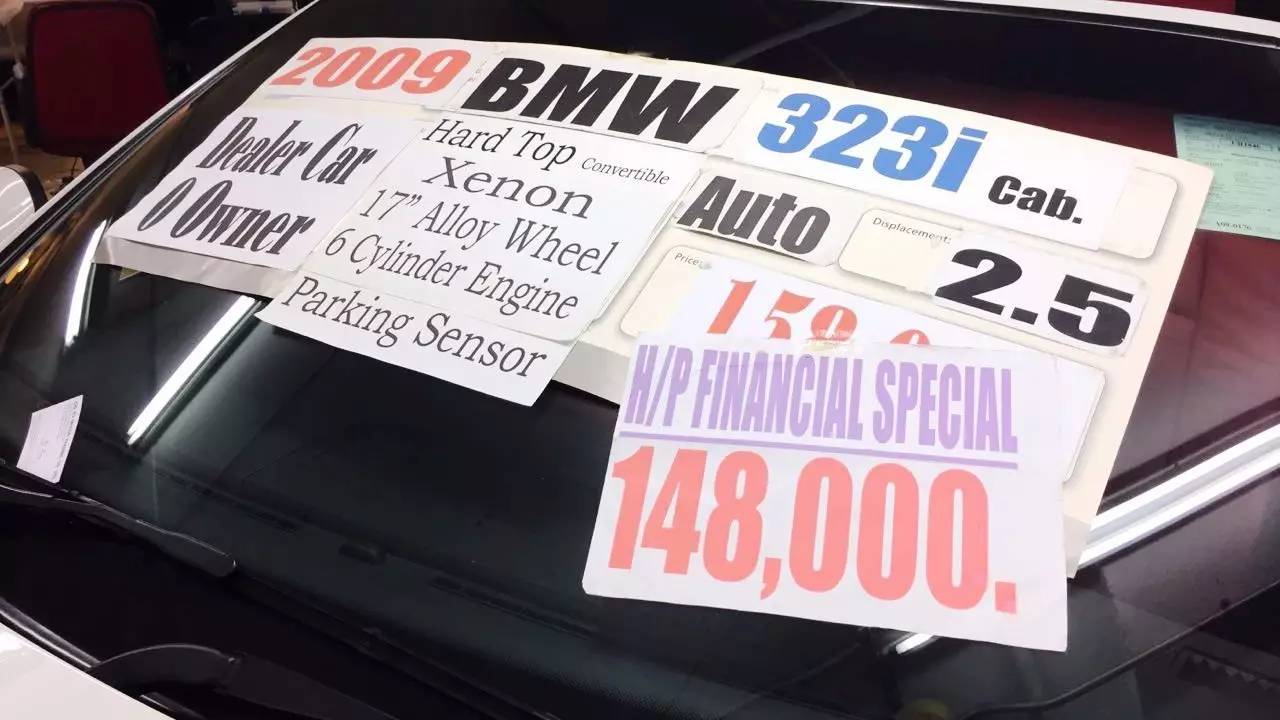 2009 BMW 323i Cab.
Dealer Car
0 Owner
Hard Top Convertible
Xenon
17” Alloy Wheel
6 Cylinder Engine
Parking Sensor
Auto
Displacement:
2.5
Price:
H/P FINANCIAL SPECIAL
148,000.